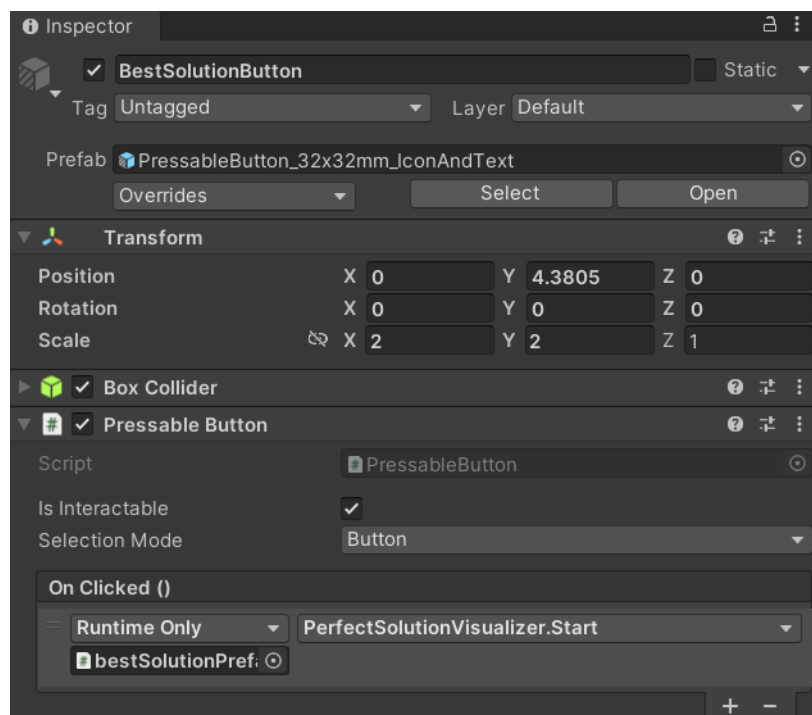 Inspector
BestSolutionButton Static
Tag Untagged Layer Default
Prefab PressableButton_32x32mm_IconAndText
Overrides Select Open
Transform
Position X 0 Y 4.3805 Z 0
Rotation X 0 Y 0 Z 0
Scale X 2 Y 2 Z 1
Box Collider
# Pressable Button
Script # PressableButton
Is Interactable
Selection Mode Button
On Clicked ()
Runtime Only PerfectSolutionVisualizer.Start
# bestSolutionPref
+ −